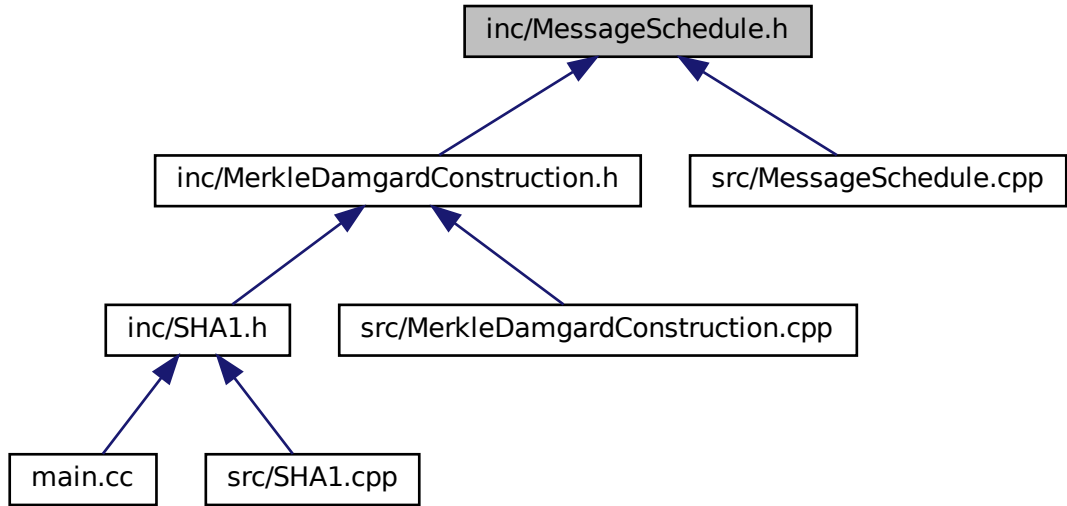 inc/MessageSchedule.h
inc/MerkleDamgardConstruction.h
src/MessageSchedule.cpp
inc/SHA1.h
src/MerkleDamgardConstruction.cpp
main.cc
src/SHA1.cpp